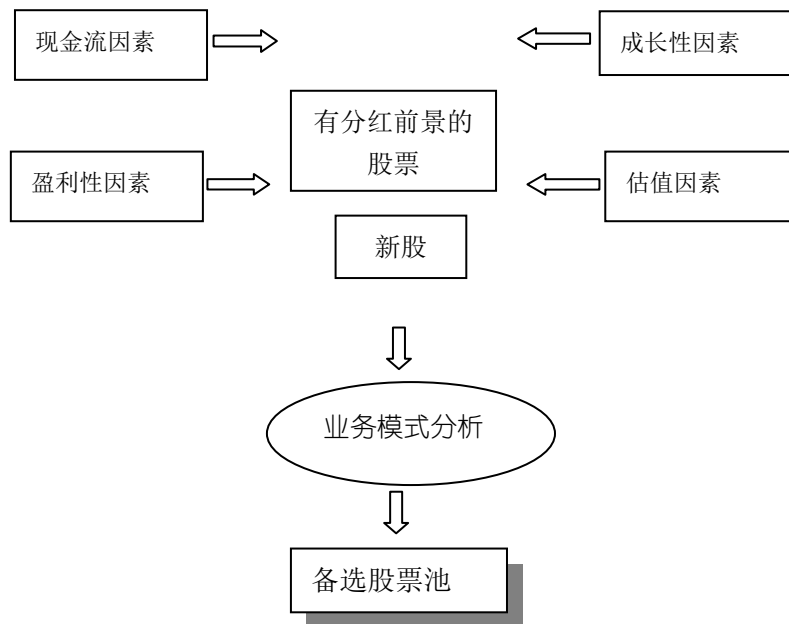 现金流因素
成长性因素
有分红前景的
股票
盈利性因素
估值因素
新股
业务模式分析
备选股票池